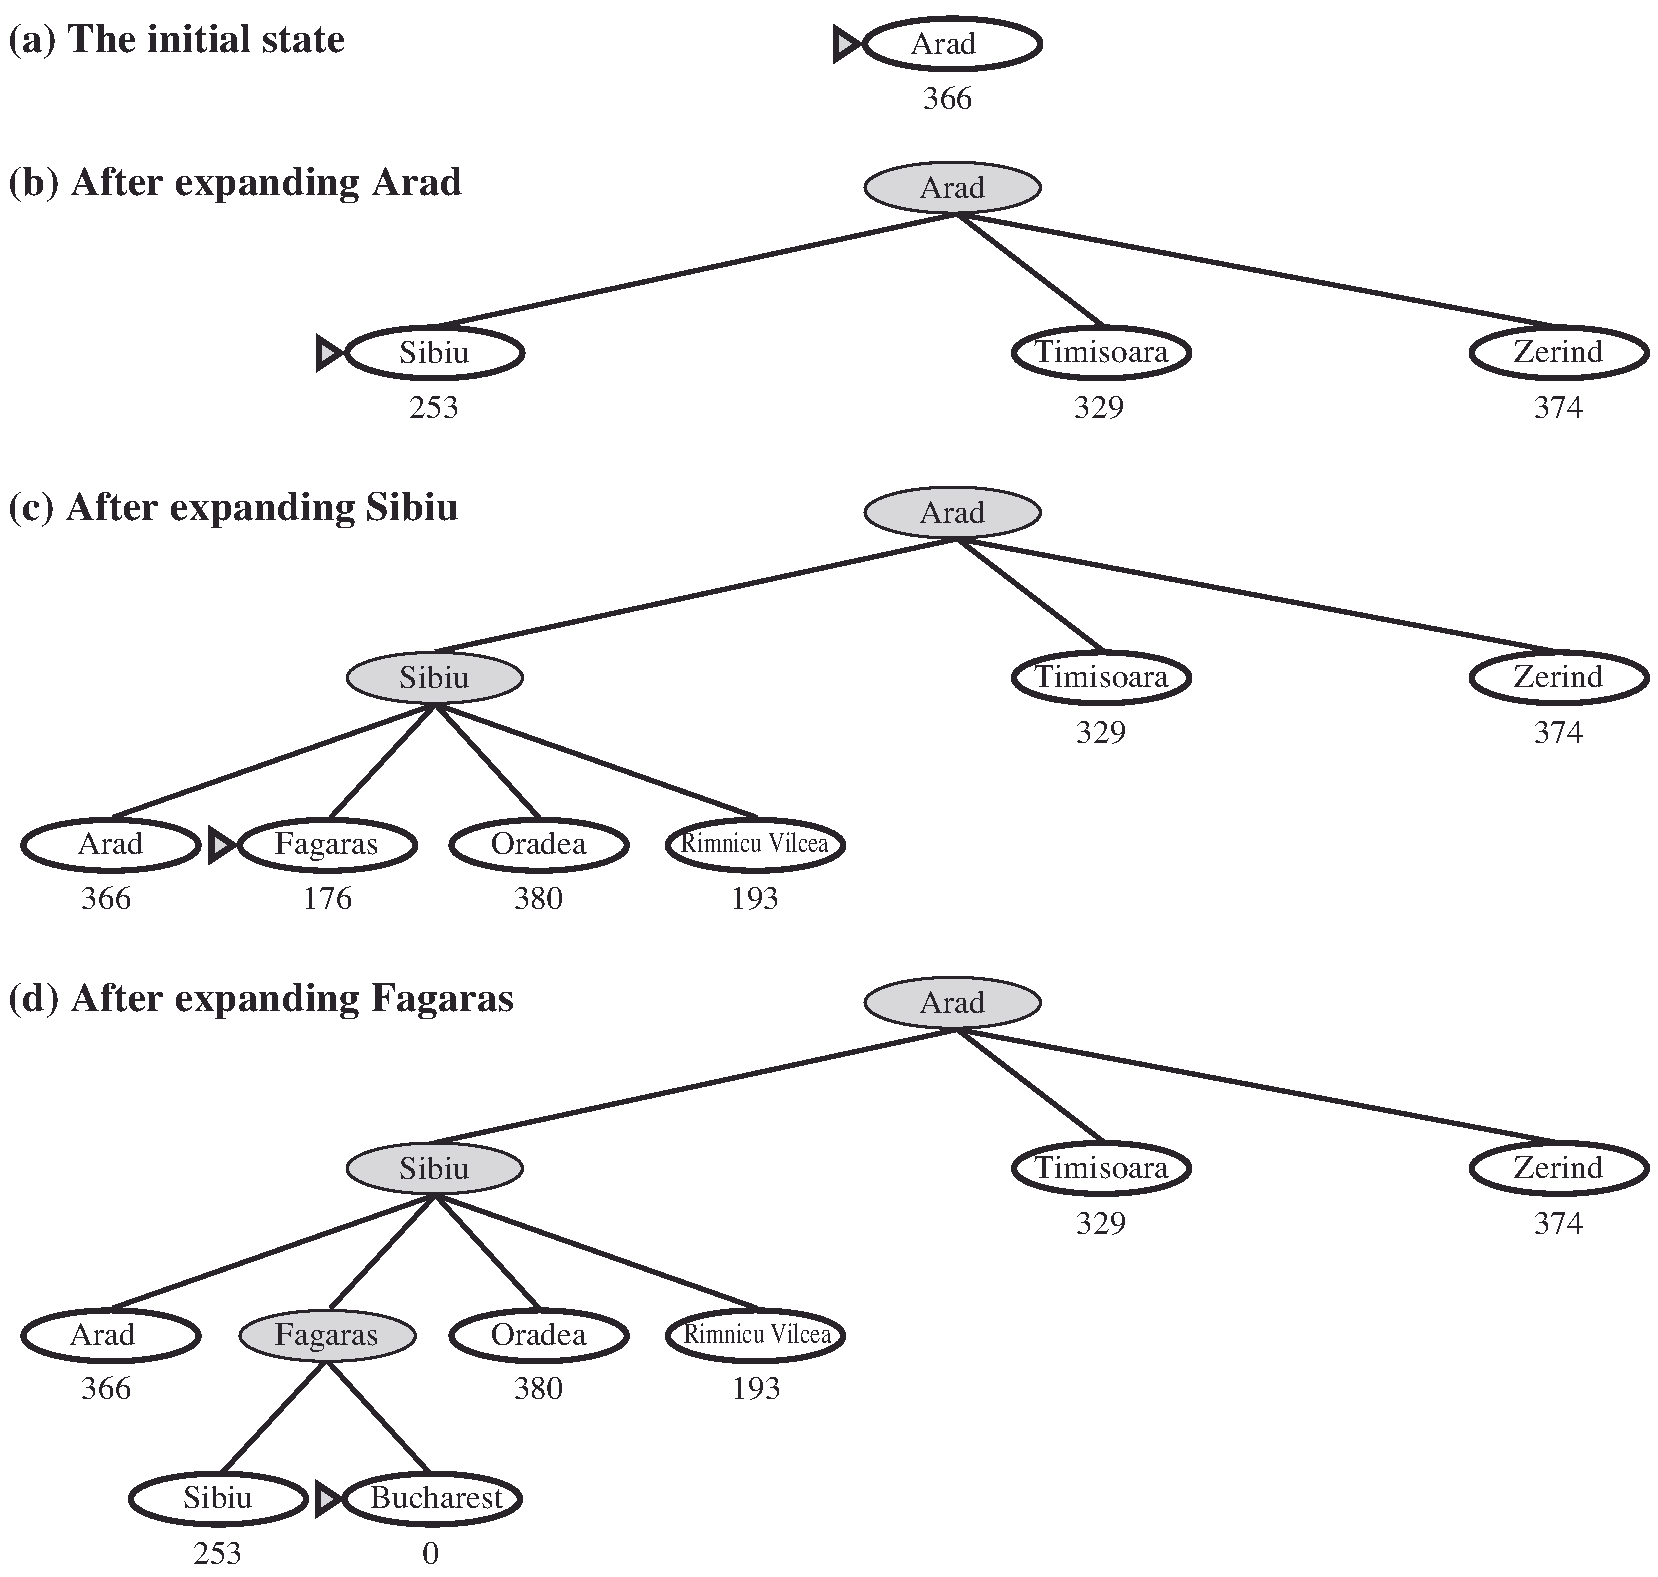 (a) The initial state
Arad
366
(b) After expanding Arad
Arad
Sibiu Timisoara Zerind
253 329 374
(c) After expanding Sibiu
Arad
Sibiu Timisoara Zerind
329 374
Arad Fagaras Oradea Rimnicu Vilcea
366 176 380 193
(d) After expanding Fagaras
Arad
Sibiu Timisoara Zerind
329 374
Arad Fagaras Oradea Rimnicu Vilcea
366 380 193
Sibiu Bucharest
253 0